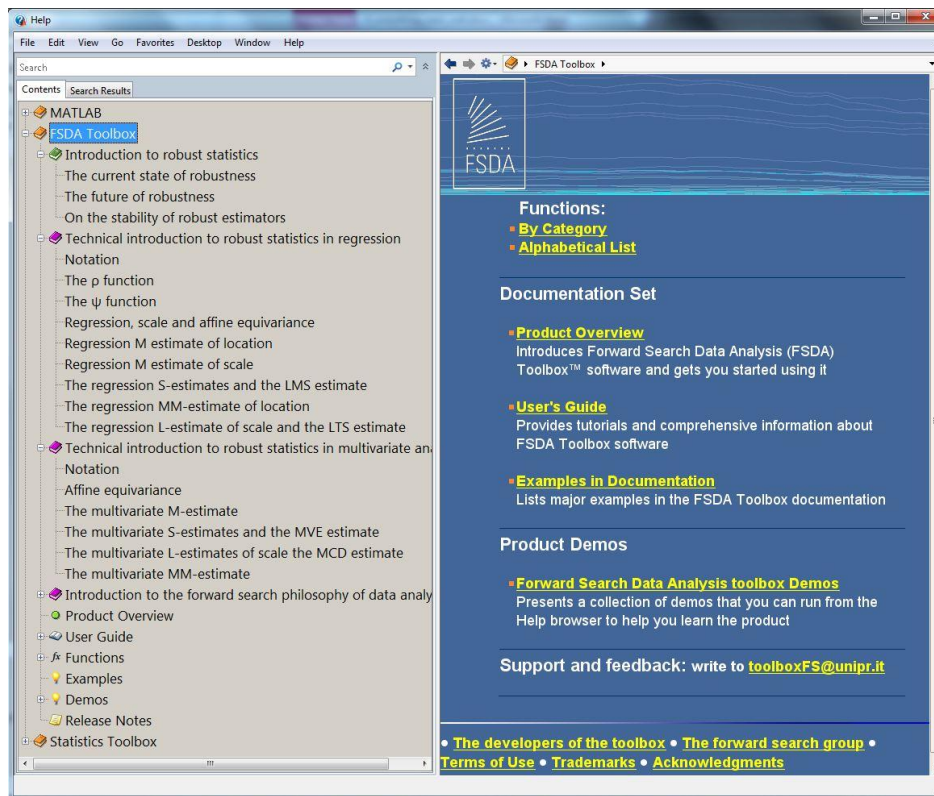 Help
File Edit View Go Favorites Desktop Window Help
Search
Contents Search Results
MATLAB
FSDA Toolbox
Introduction to robust statistics
The current state of robustness
The future of robustness
On the stability of robust estimators
Technical introduction to robust statistics in regression
Notation
The ρ function
The ψ function
Regression, scale and affine equivariance
Regression M estimate of location
Regression M estimate of scale
The regression S-estimates and the LMS estimate
The regression MM-estimate of location
The regression L-estimate of scale and the LTS estimate
Technical introduction to robust statistics in multivariate an
Notation
Affine equivariance
The multivariate M-estimate
The multivariate S-estimates and the MVE estimate
The multivariate L-estimates of scale the MCD estimate
The multivariate MM-estimate
Introduction to the forward search philosophy of data analy
Product Overview
User Guide
fx Functions
Examples
Demos
Release Notes
Statistics Toolbox
FSDA Toolbox
FSDA
Functions:
By Category
Alphabetical List
Documentation Set
Product Overview
Introduces Forward Search Data Analysis (FSDA)
Toolbox™ software and gets you started using it
User's Guide
Provides tutorials and comprehensive information about
FSDA Toolbox software
Examples in Documentation
Lists major examples in the FSDA Toolbox documentation
Product Demos
Forward Search Data Analysis toolbox Demos
Presents a collection of demos that you can run from the
Help browser to help you learn the product
Support and feedback: write to toolboxFS@unipr.it
• The developers of the toolbox • The forward search group •
Terms of Use • Trademarks • Acknowledgments